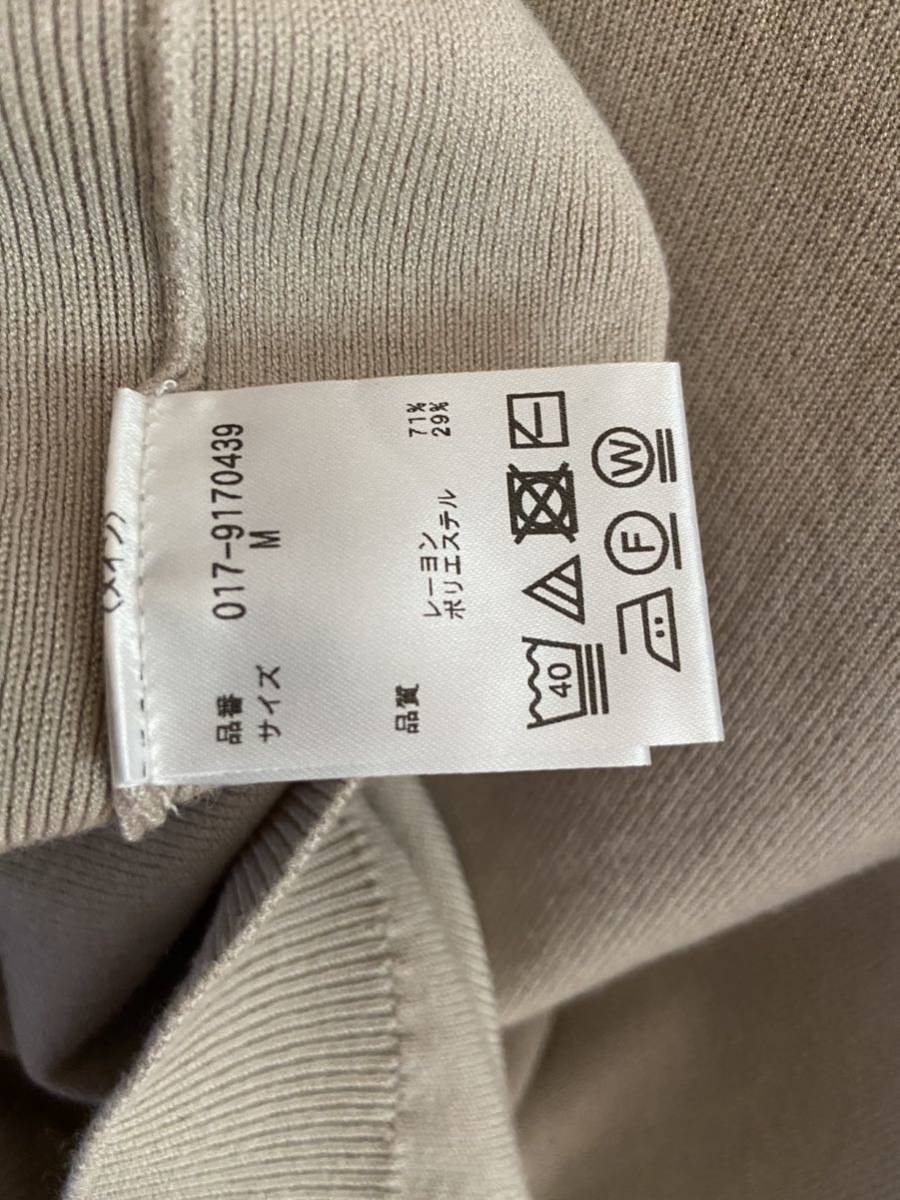 (メイン)
品番 017-9170439
サイズ M
品質 レーヨン 71%
ポリエステル 29%
40
F W